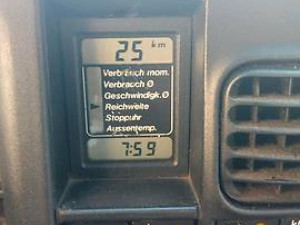 25 km
Verbrauch mom.
Verbrauch Ø
Geschwindigk. Ø
Reichweite
Stoppuhr
Aussentemp.
7:59